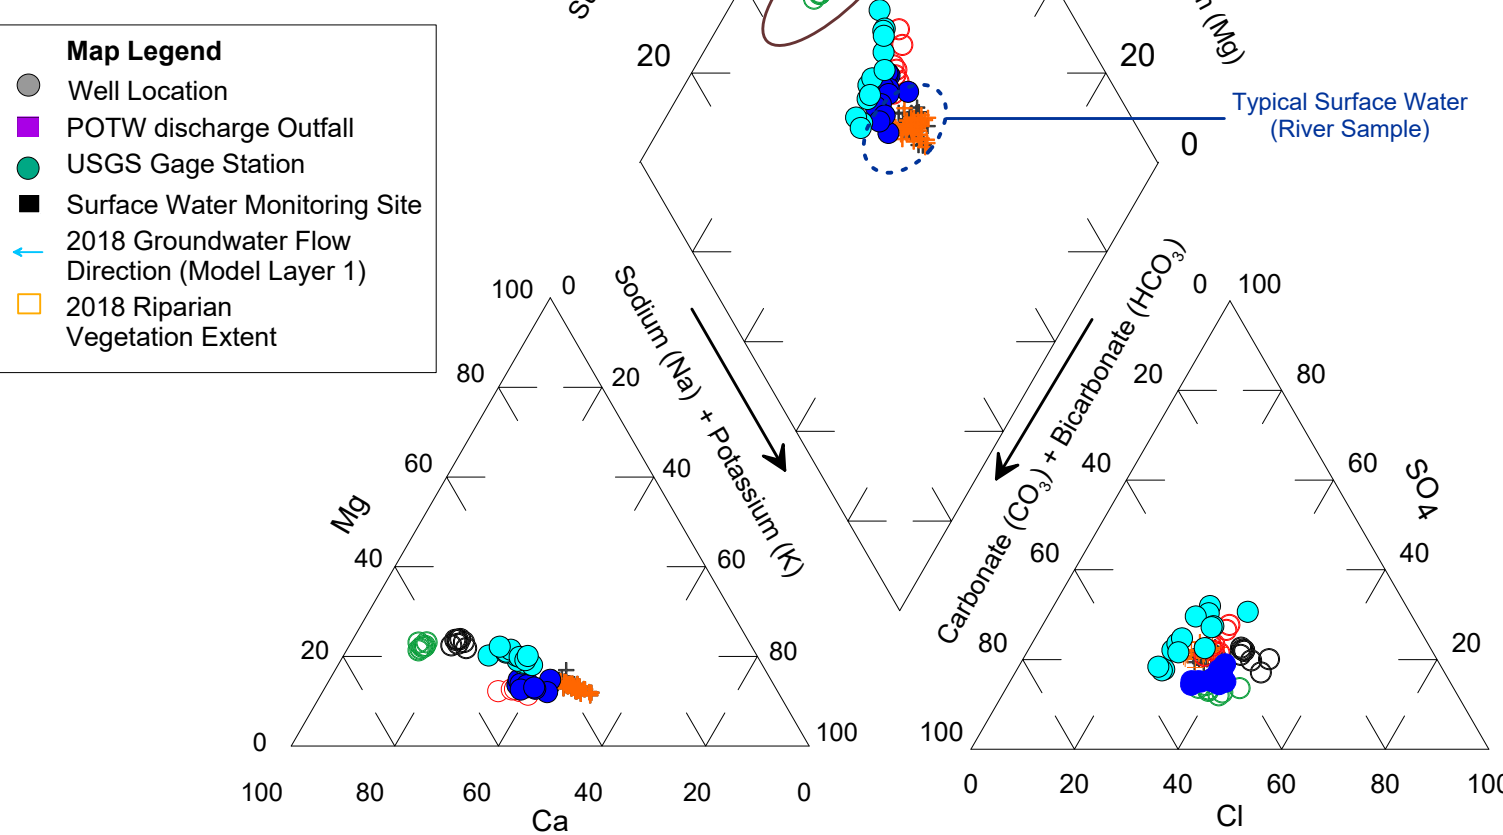 Map Legend
Well Location
POTW discharge Outfall
USGS Gage Station
Surface Water Monitoring Site
2018 Groundwater Flow
Direction (Model Layer 1)
2018 Riparian
Vegetation Extent
20
20
(Mg)
0
Typical Surface Water
(River Sample)
Sodium (Na) + Potassium (K)
Carbonate (CO3) + Bicarbonate (HCO3)
100 0
80 20
60 40
Mg
40 60
20 80
0 100
100 80 60 40 20 0
Ca
0 100
20 80
40 60
SO4
60 40
80 20
100
0 20 40 60 80
Cl